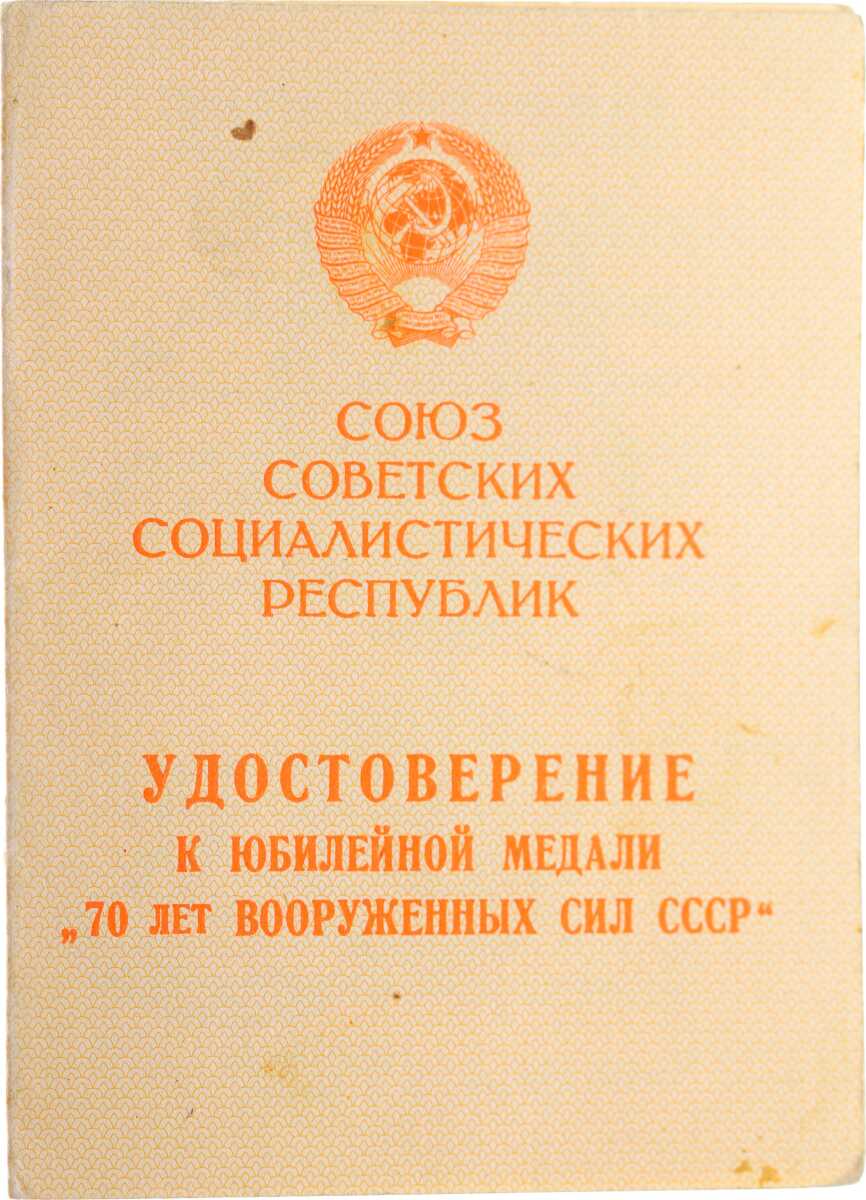 СОЮЗ
СОВЕТСКИХ
СОЦИАЛИСТИЧЕСКИХ
РЕСПУБЛИК
УДОСТОВЕРЕНИЕ
К ЮБИЛЕЙНОЙ МЕДАЛИ
„70 ЛЕТ ВООРУЖЕННЫХ СИЛ СССР“